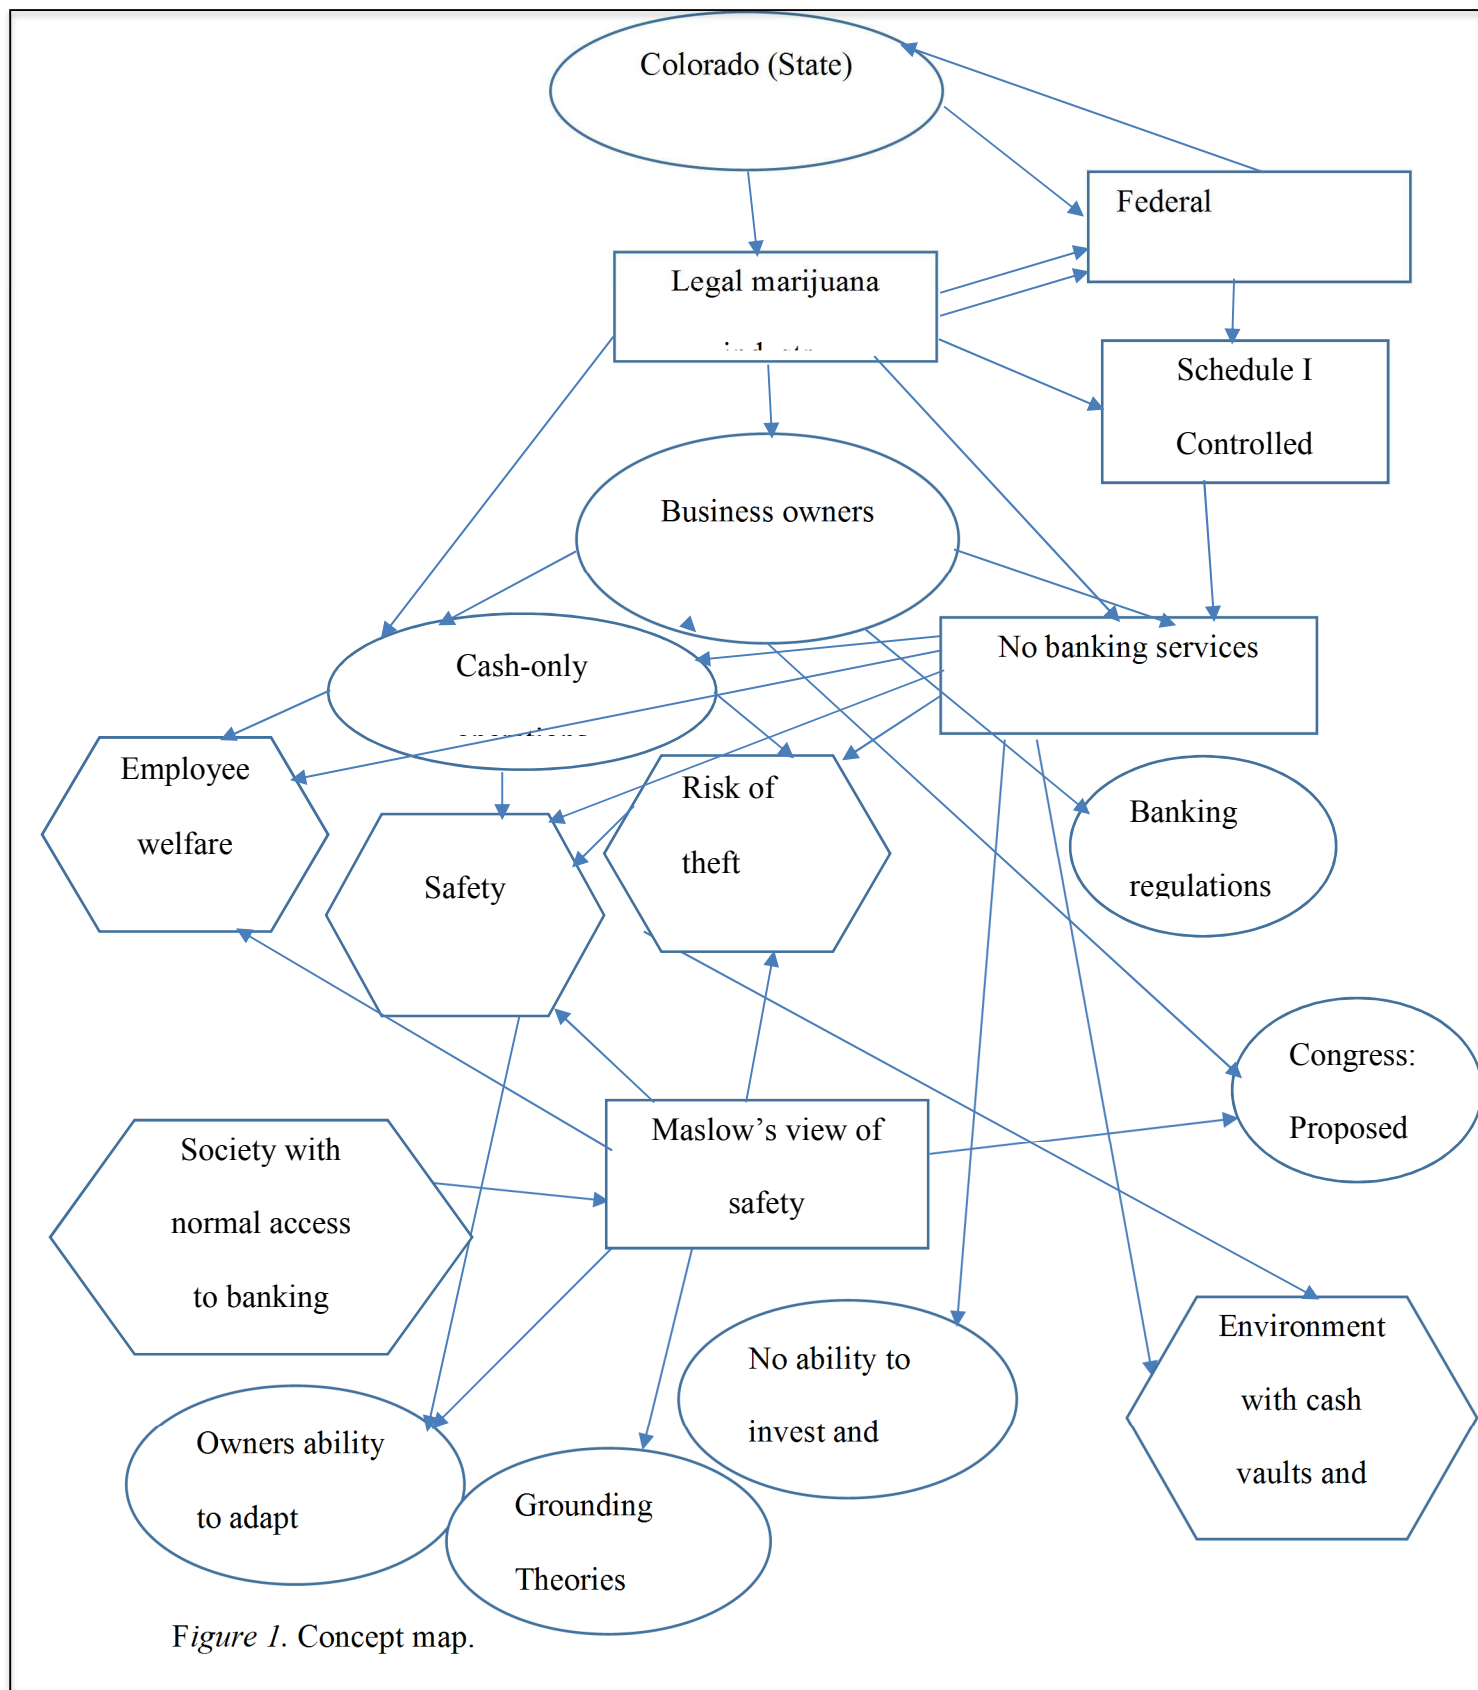 Colorado (State)
Federal
Legal marijuana
Schedule I
Controlled
Business owners
No banking services
Cash-only
Employee
welfare
Risk of
theft
Safety
Banking
regulations
Congress:
Proposed
Maslow’s view of
safety
Society with
normal access
to banking
Environment
with cash
vaults and
No ability to
invest and
Owners ability
to adapt
Grounding
Theories
Figure 1. Concept map.